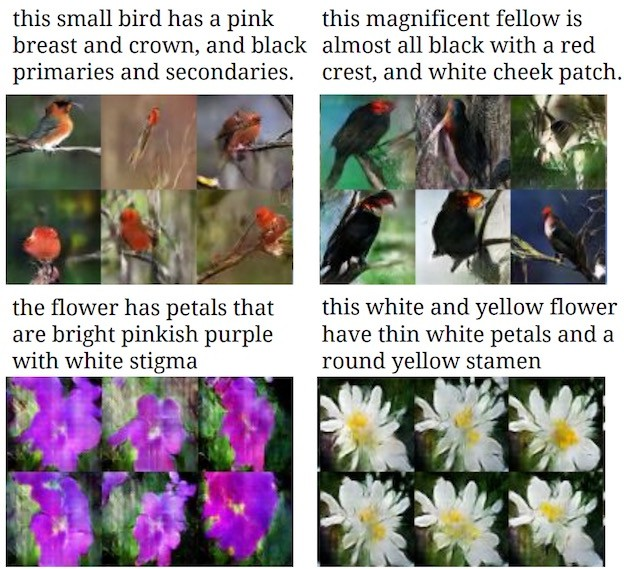 this small bird has a pink
breast and crown, and black
primaries and secondaries.
this magnificent fellow is
almost all black with a red
crest, and white cheek patch.
the flower has petals that
are bright pinkish purple
with white stigma
this white and yellow flower
have thin white petals and a
round yellow stamen